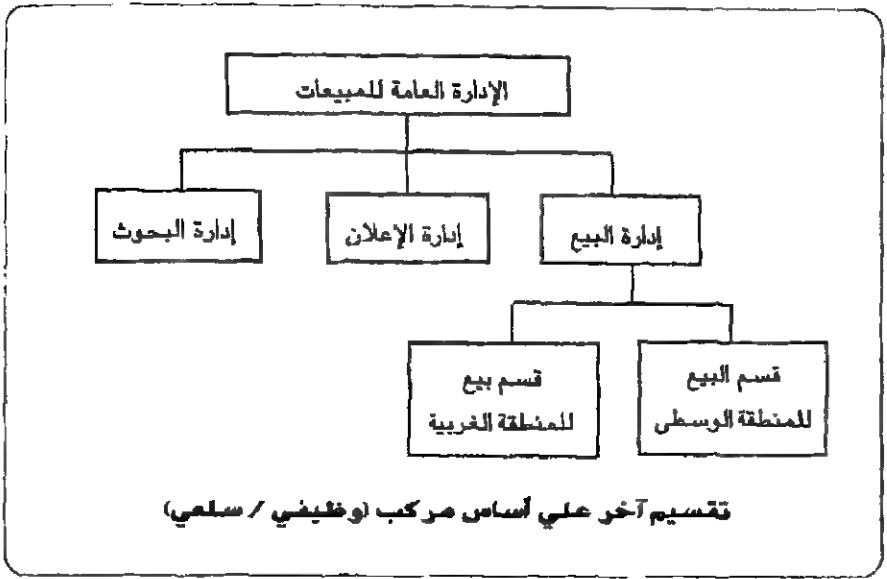 الإدارة العامة للمبيعات
إدارة البيع
إدارة الإعلان
إدارة البحوث
قسم البيع
للمنطقة الوسطى
قسم بيع
للمنطقة الغربية
تقسيم آخر علي أساس مركب (وظيفي / سلعي)